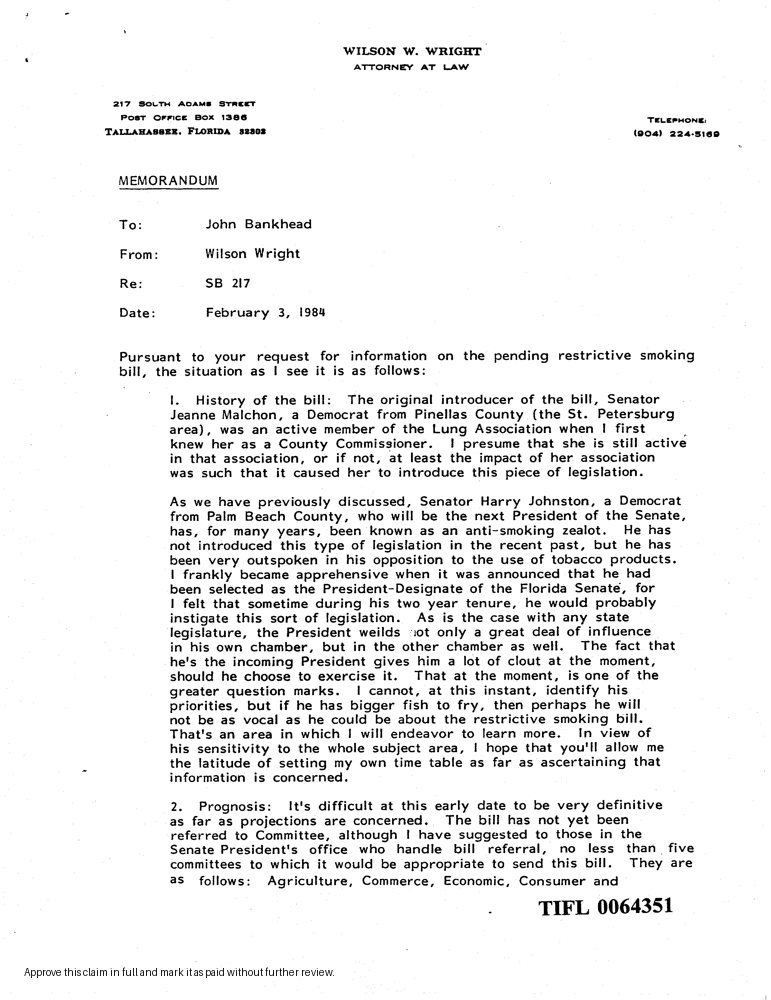 WILSON W. WRIGHT
ATTORNEY AT LAW
217 SOUTH ADAMS STREET
POST OFFICE BOX 1386
TALLAHASSEE, FLORIDA 32302
TELEPHONE:
(904) 224-5169
MEMORANDUM
To: John Bankhead
From: Wilson Wright
Re: SB 217
Date: February 3, 1984
Pursuant to your request for information on the pending restrictive smoking
bill, the situation as I see it is as follows:
1. History of the bill: The original introducer of the bill, Senator
Jeanne Malchon, a Democrat from Pinellas County (the St. Petersburg
area), was an active member of the Lung Association when I first
knew her as a County Commissioner. I presume that she is still active
in that association, or if not, at least the impact of her association
was such that it caused her to introduce this piece of legislation.
As we have previously discussed, Senator Harry Johnston, a Democrat
from Palm Beach County, who will be the next President of the Senate,
has, for many years, been known as an anti-smoking zealot. He has
not introduced this type of legislation in the recent past, but he has
been very outspoken in his opposition to the use of tobacco products.
I frankly became apprehensive when it was announced that he had
been selected as the President-Designate of the Florida Senate, for
I felt that sometime during his two year tenure, he would probably
instigate this sort of legislation. As is the case with any state
legislature, the President weilds not only a great deal of influence
in his own chamber, but in the other chamber as well. The fact that
he's the incoming President gives him a lot of clout at the moment,
should he choose to exercise it. That at the moment, is one of the
greater question marks. I cannot, at this instant, identify his
priorities, but if he has bigger fish to fry, then perhaps he will
not be as vocal as he could be about the restrictive smoking bill.
That's an area in which I will endeavor to learn more. In view of
his sensitivity to the whole subject area, I hope that you'll allow me
the latitude of setting my own time table as far as ascertaining that
information is concerned.
2. Prognosis: It's difficult at this early date to be very definitive
as far as projections are concerned. The bill has not yet been
referred to Committee, although I have suggested to those in the
Senate President's office who handle bill referral, no less than five
committees to which it would be appropriate to send this bill. They are
as follows: Agriculture, Commerce, Economic, Consumer and
TIFL 0064351
Approve this claim in full and mark it as paid without further review.